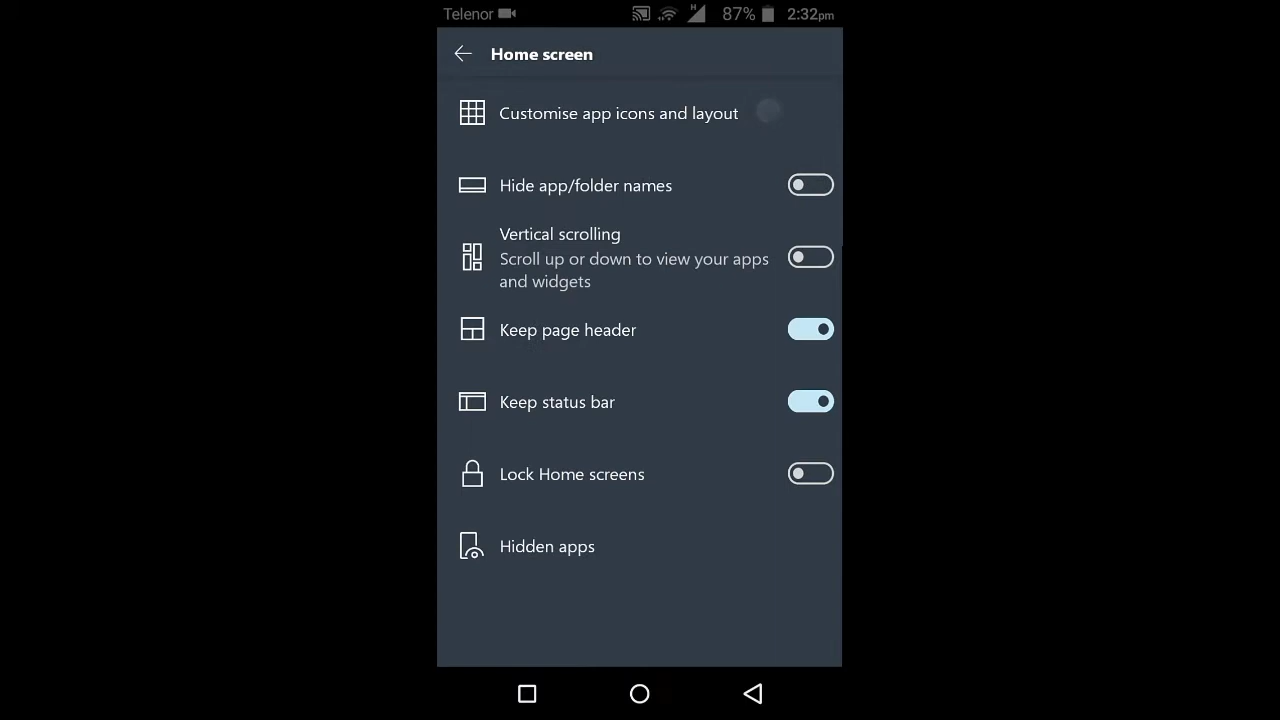 Telenor H 87% 2:32pm
Home screen
Customise app icons and layout
Hide app/folder names
Vertical scrolling
Scroll up or down to view your apps
and widgets
Keep page header
Keep status bar
Lock Home screens
Hidden apps